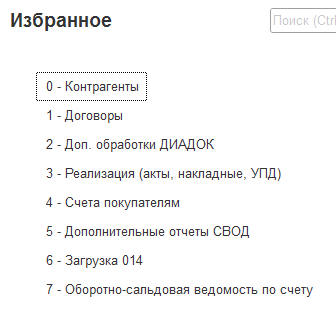 Избранное
Поиск (Ctrl
0 - Контрагенты
1 - Договоры
2 - Доп. обработки ДИАДОК
3 - Реализация (акты, накладные, УПД)
4 - Счета покупателям
5 - Дополнительные отчеты СВОД
6 - Загрузка 014
7 - Оборотно-сальдовая ведомость по счету